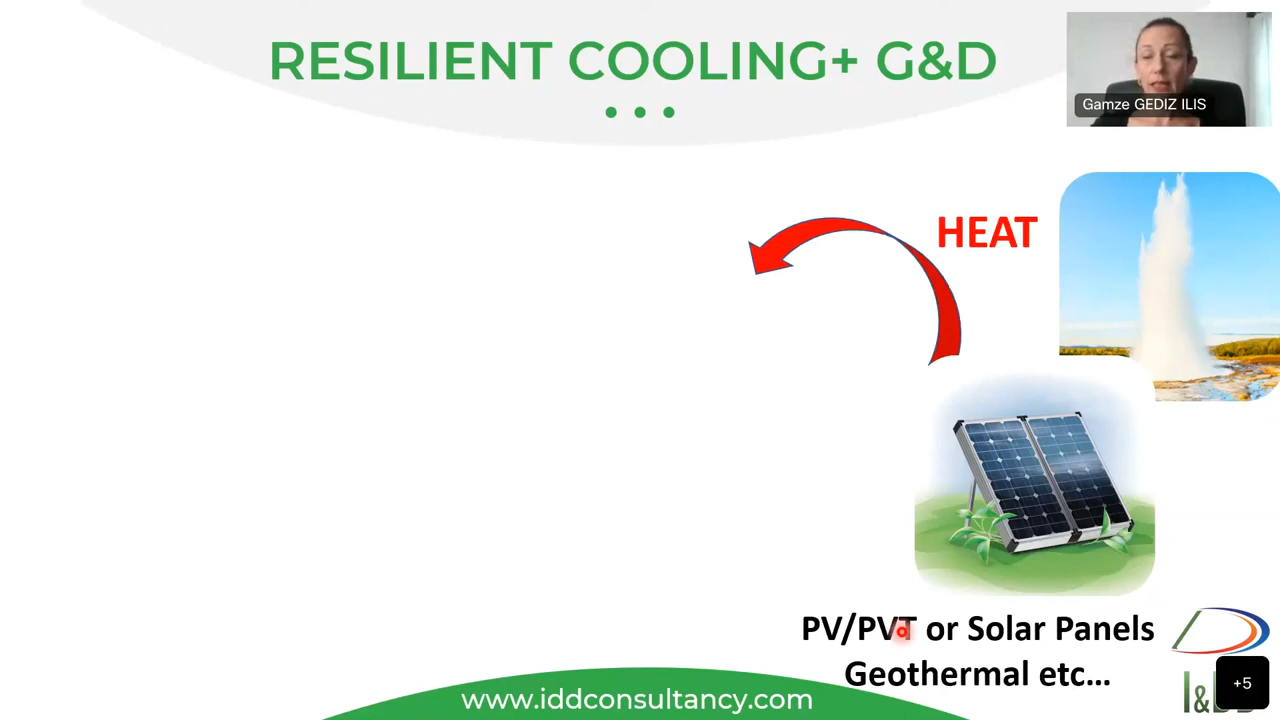 RESILIENT COOLING+ G&D
Gamze GEDIZ ILIS
HEAT
PV/PVT or Solar Panels
Geothermal etc...
www.iddconsultancy.com
+5